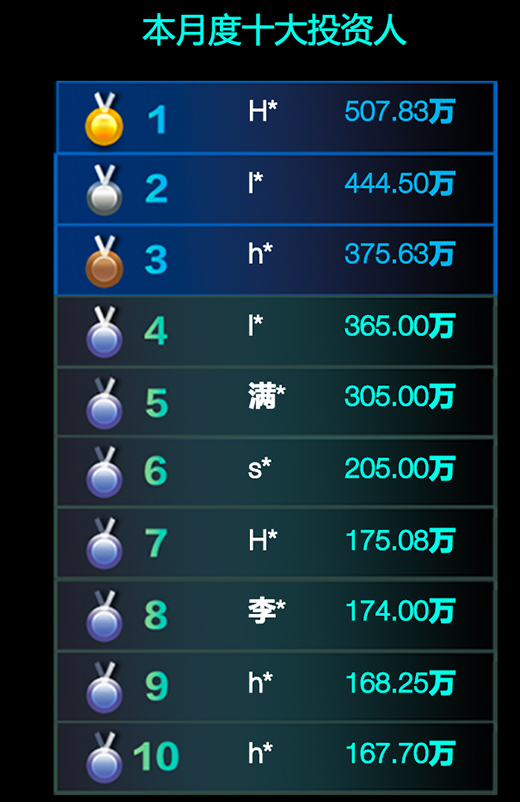 本月度十大投资人
1 H* 507.83万
2 l* 444.50万
3 h* 375.63万
4 l* 365.00万
5 满* 305.00万
6 s* 205.00万
7 H* 175.08万
8 李* 174.00万
9 h* 168.25万
10 h* 167.70万